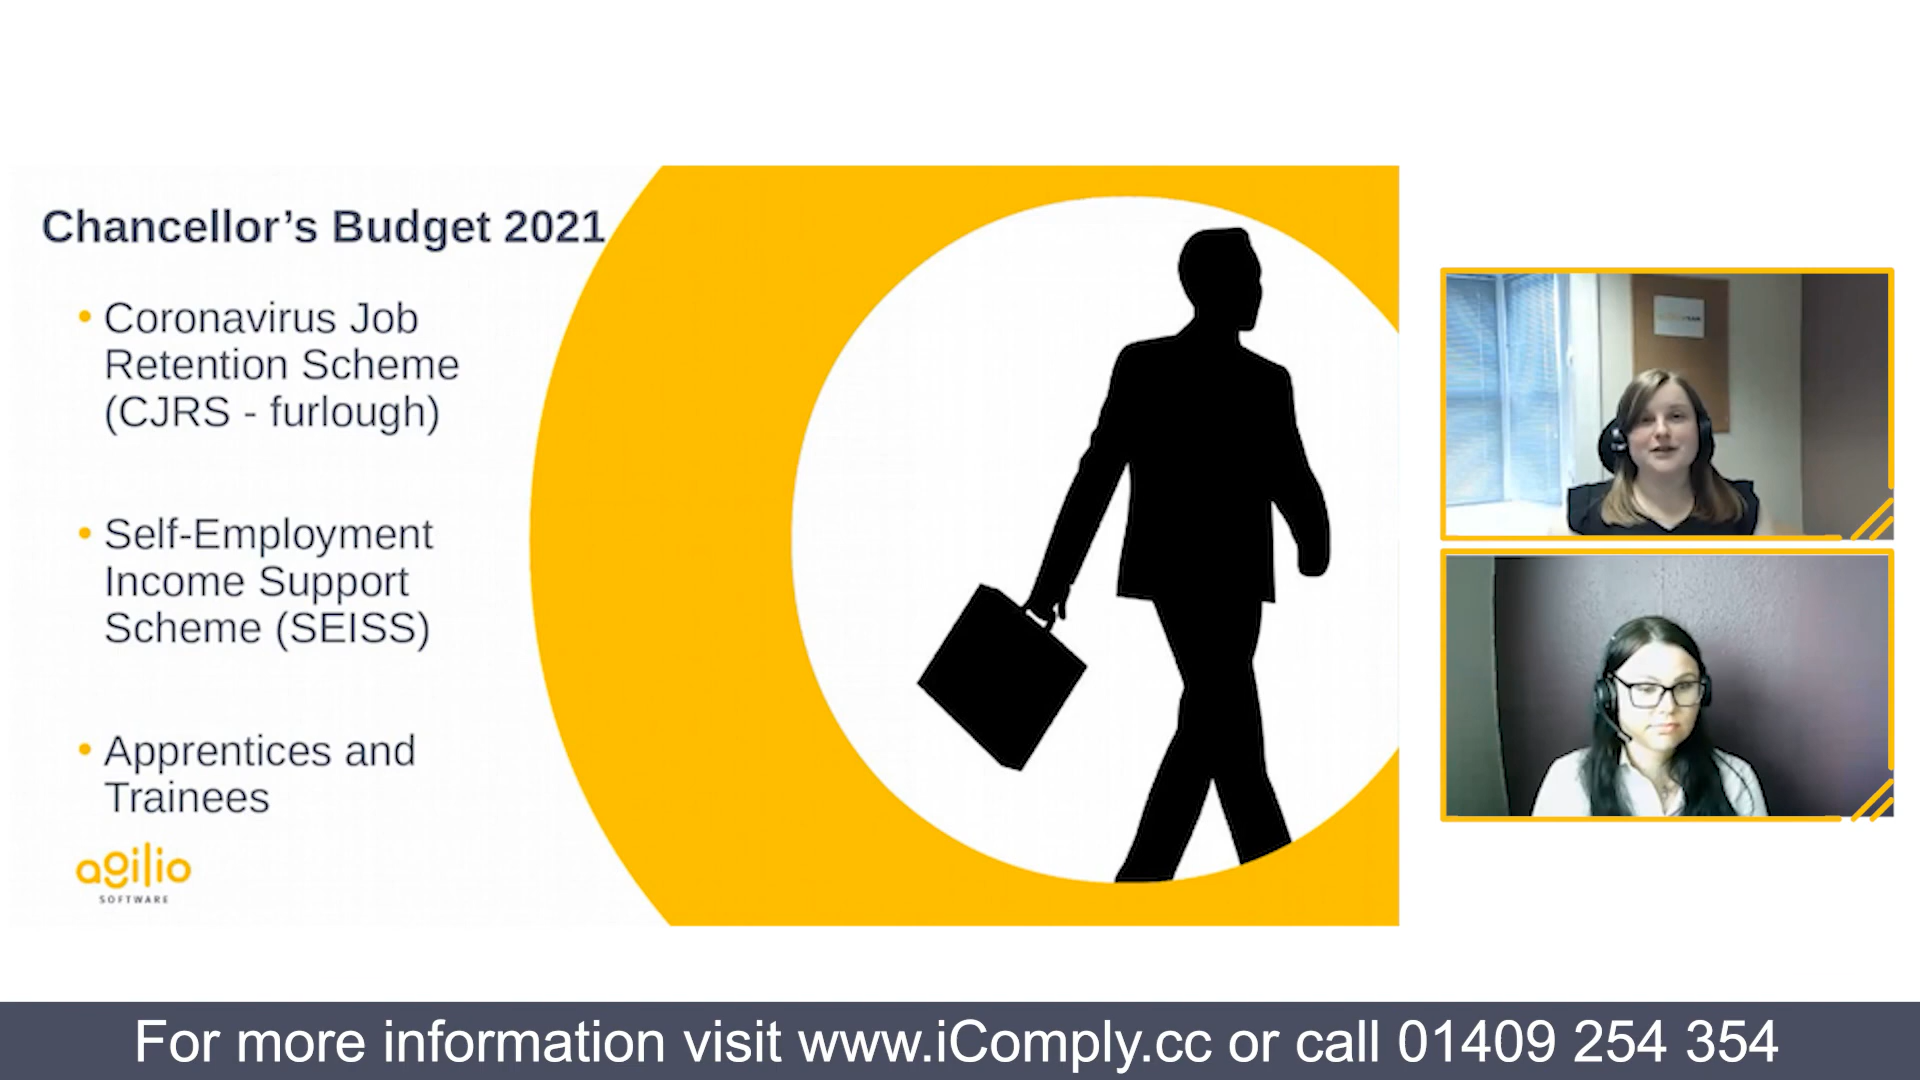 Chancellor’s Budget 2021
• Coronavirus Job
Retention Scheme
(CJRS - furlough)
• Self-Employment
Income Support
Scheme (SEISS)
• Apprentices and
Trainees
agilio
SOFTWARE
For more information visit www.iComply.cc or call 01409 254 354